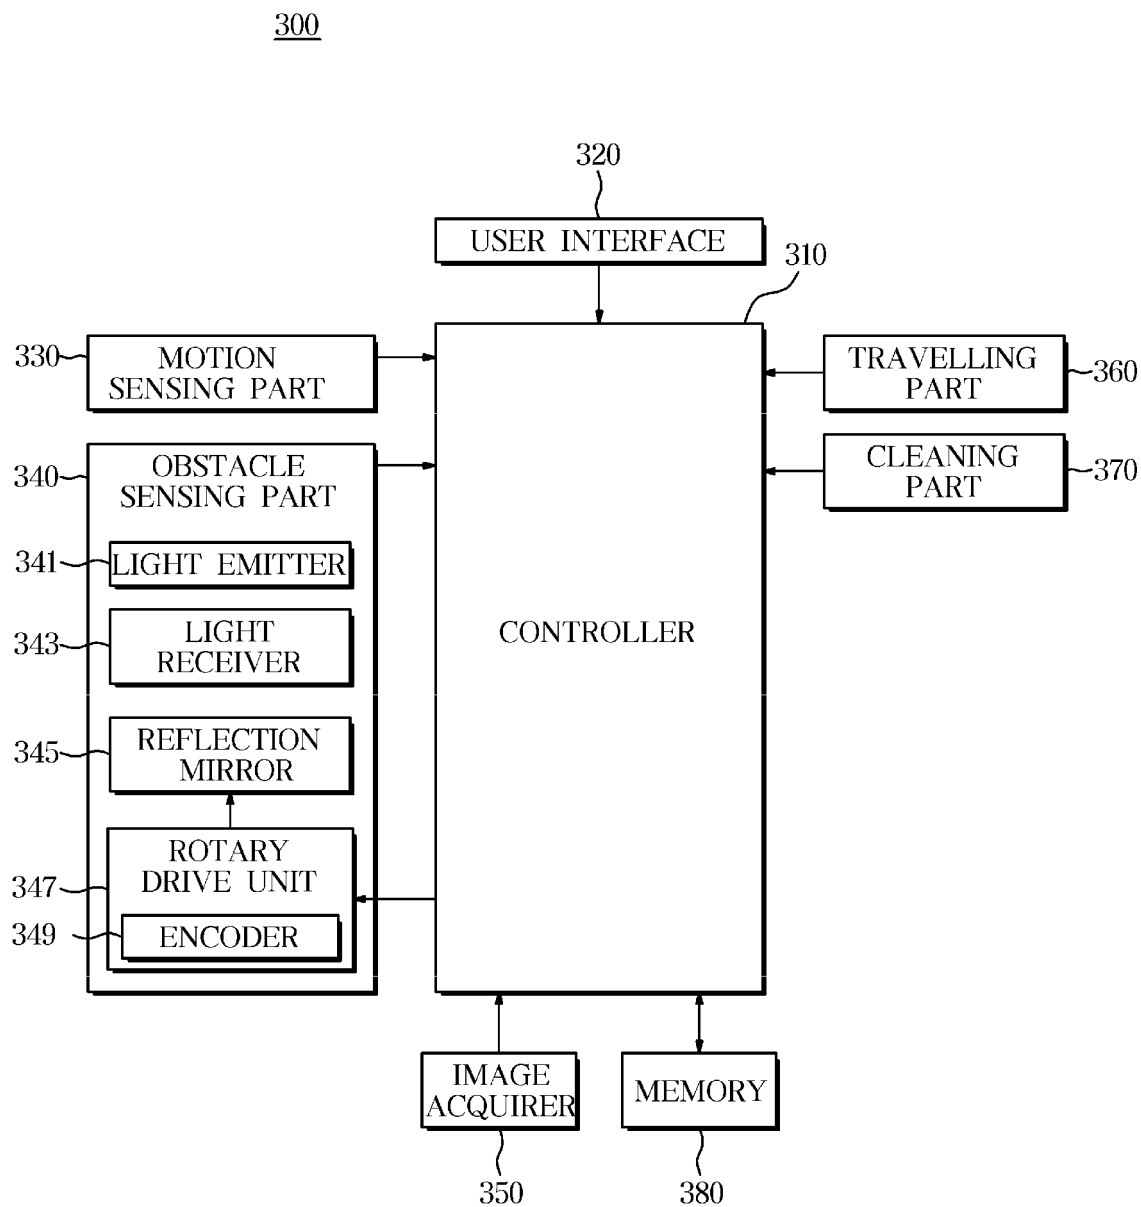 300
320
USER INTERFACE
310
330
MOTION
SENSING PART
TRAVELLING
PART
360
340
OBSTACLE
SENSING PART
CLEANING
PART
370
341
LIGHT EMITTER
343
LIGHT
RECEIVER
CONTROLLER
345
REFLECTION
MIRROR
347
ROTARY
DRIVE UNIT
349
ENCODER
IMAGE
ACQUIRER
MEMORY
350
380